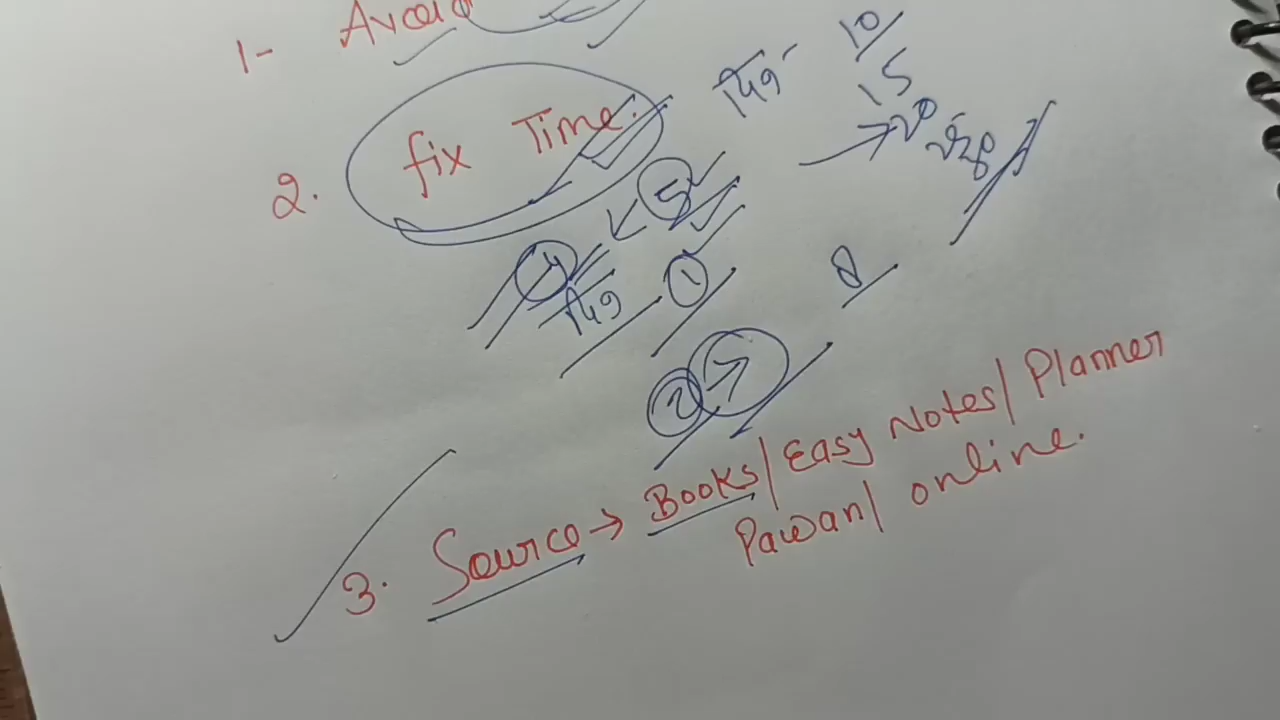 1- Avoid
2. fix Time.
149
10
15
20
5
4
149
1
8
2
3. Source → Books/Easy Notes/Planner
Pawan/ online.